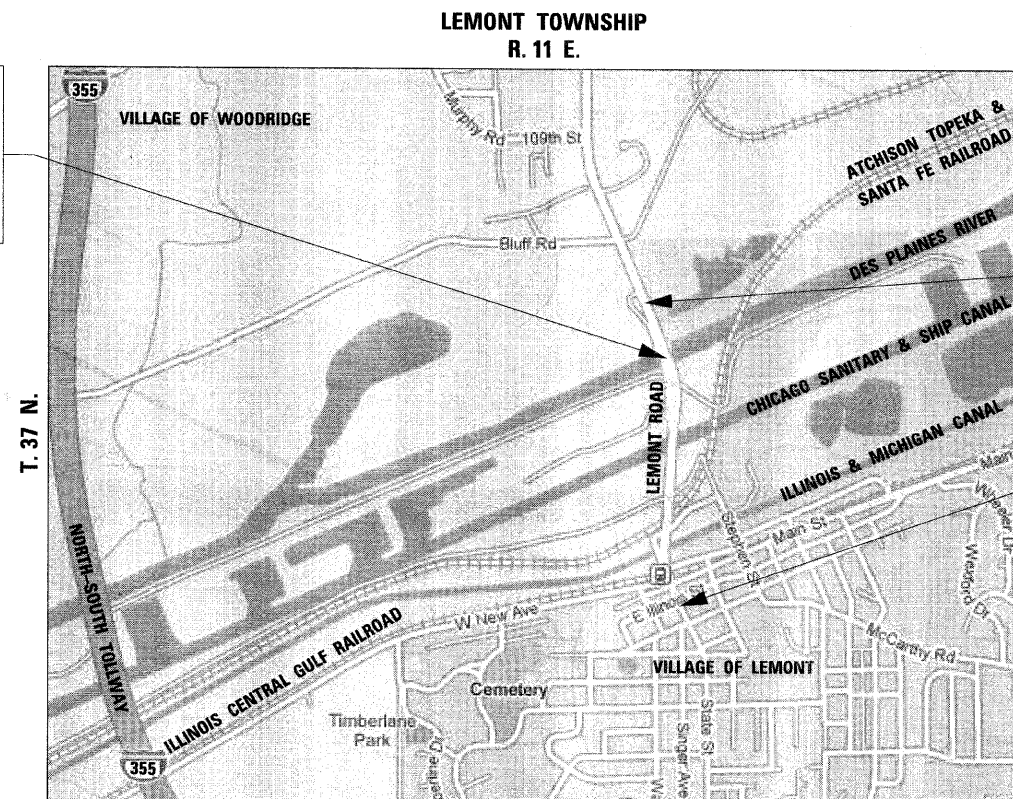 LEMONT TOWNSHIP
R. 11 E.
355
VILLAGE OF WOODRIDGE
Murphy Rd
109th St
ATCHISON TOPEKA &
SANTA FE RAILROAD
Bluff Rd
DES PLAINES RIVER
CHICAGO SANITARY & SHIP CANAL
T. 37 N.
LEMONT ROAD
ILLINOIS & MICHIGAN CANAL
Main
Main St
Stephen St
NORTH-SOUTH TOLLWAY
E Illinois
W New Ave
Wexford Dr
ILLINOIS CENTRAL GULF RAILROAD
McCarthy Rd
VILLAGE OF LEMONT
Cemetery
Timberlane
Park
State St
Singer Ave
355